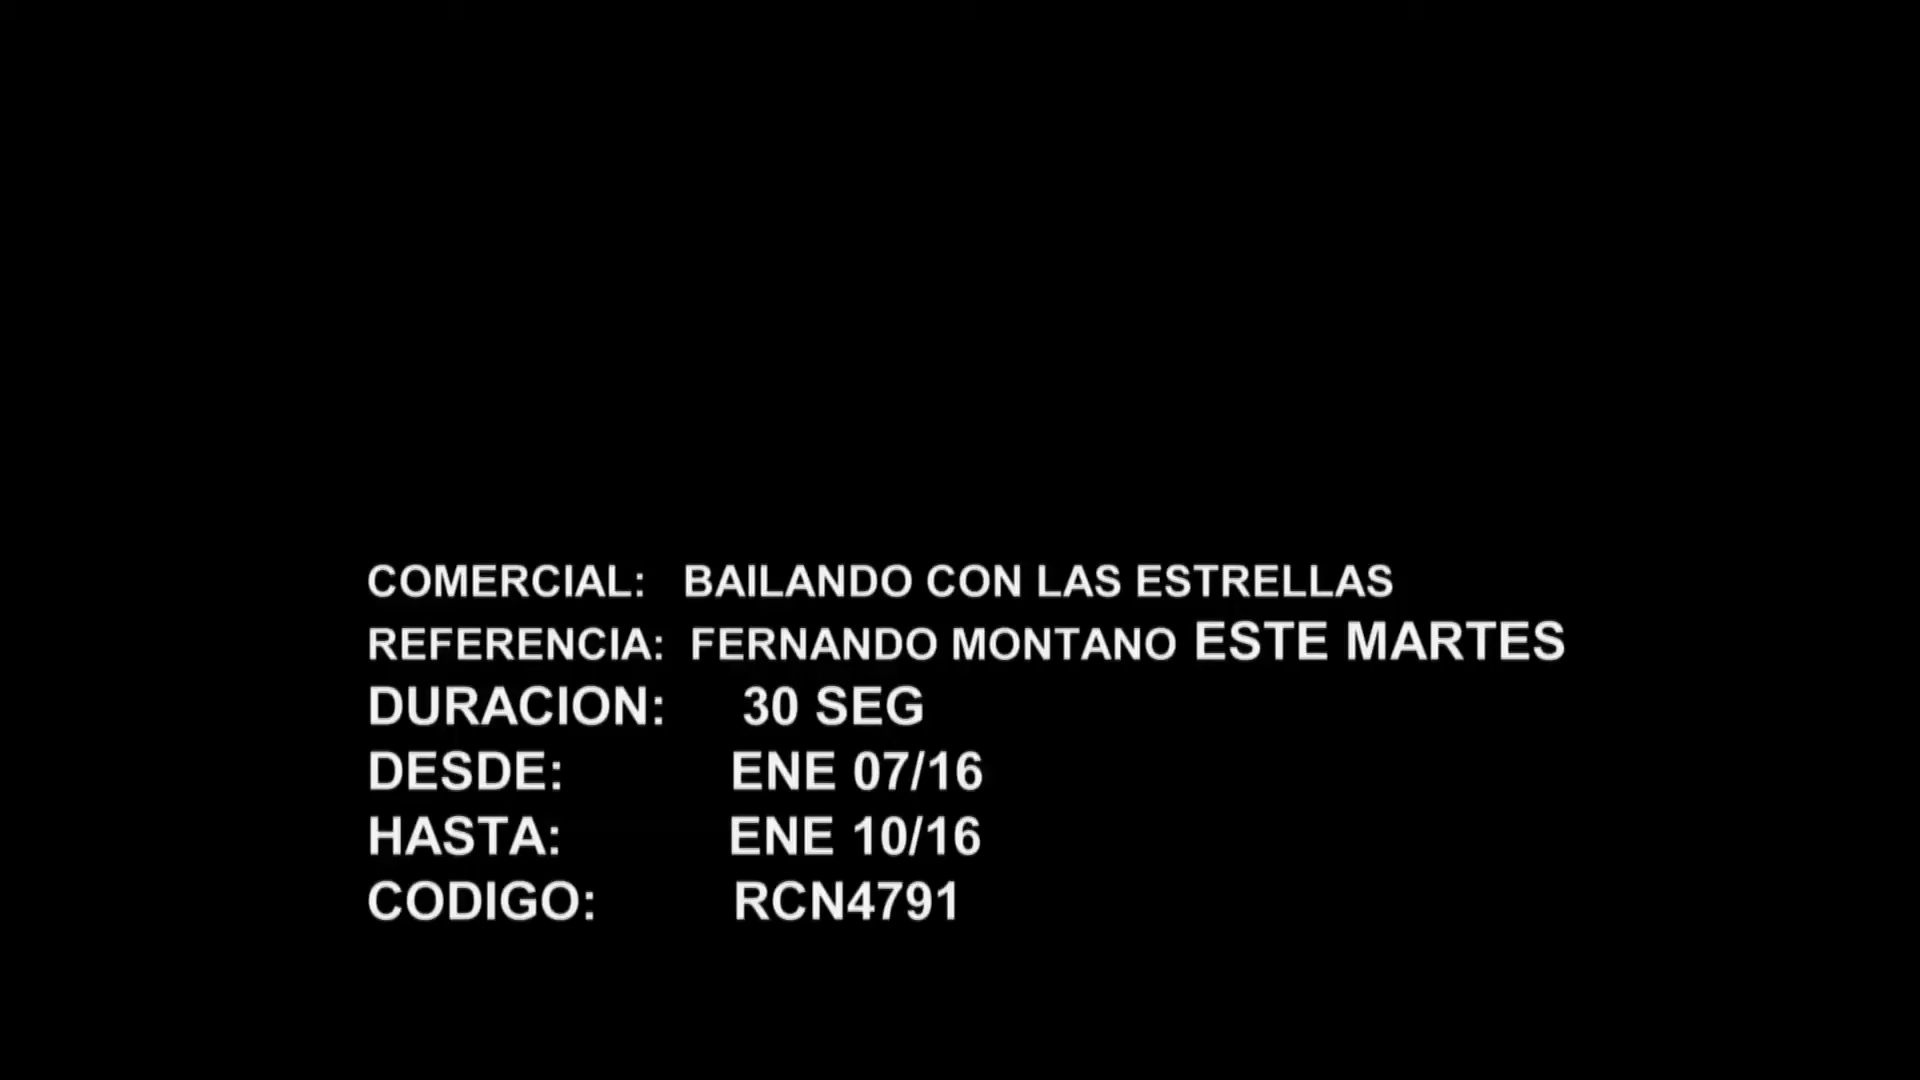 COMERCIAL: BAILANDO CON LAS ESTRELLAS
REFERENCIA: FERNANDO MONTANO ESTE MARTES
DURACION: 30 SEG
DESDE: ENE 07/16
HASTA: ENE 10/16
CODIGO: RCN4791